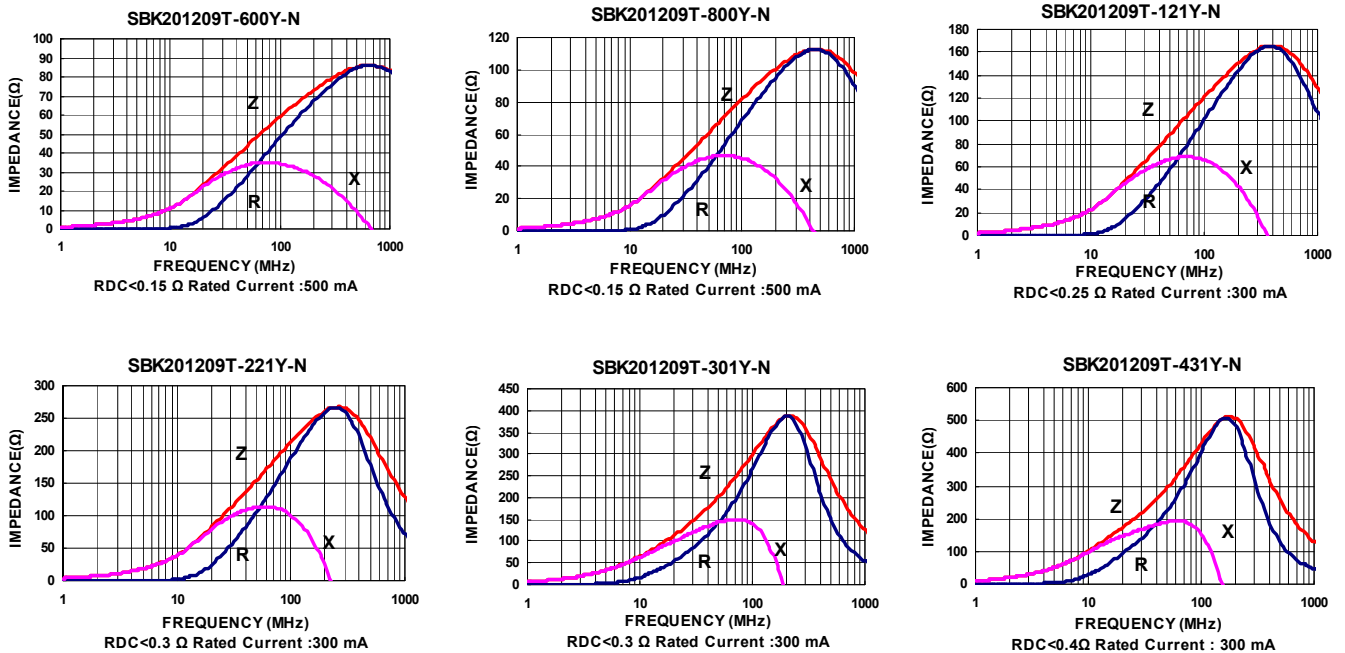 SBK201209T-600Y-N
IMPEDANCE(Ω)
100
90
80
70
60
50
40
30
20
10
0
Z
R
X
1 10 100 1000
FREQUENCY (MHz)
RDC<0.15 Ω Rated Current :500 mA
SBK201209T-800Y-N
IMPEDANCE(Ω)
120
100
80
60
40
20
0
Z
R
X
1 10 100 1000
FREQUENCY (MHz)
RDC<0.15 Ω Rated Current :500 mA
SBK201209T-121Y-N
IMPEDANCE(Ω)
180
160
140
120
100
80
60
40
20
0
Z
X
R
1 10 100 1000
FREQUENCY (MHz)
RDC<0.25 Ω Rated Current :300 mA
SBK201209T-221Y-N
IMPEDANCE(Ω)
300
250
200
150
100
50
0
Z
R
X
1 10 100 1000
FREQUENCY (MHz)
RDC<0.3 Ω Rated Current :300 mA
SBK201209T-301Y-N
IMPEDANCE(Ω)
450
400
350
300
250
200
150
100
50
0
Z
X
R
1 10 100 1000
FREQUENCY (MHz)
RDC<0.3 Ω Rated Current :300 mA
SBK201209T-431Y-N
IMPEDANCE(Ω)
600
500
400
300
200
100
0
Z
X
R
1 10 100 1000
FREQUENCY (MHz)
RDC<0.4Ω Rated Current : 300 mA